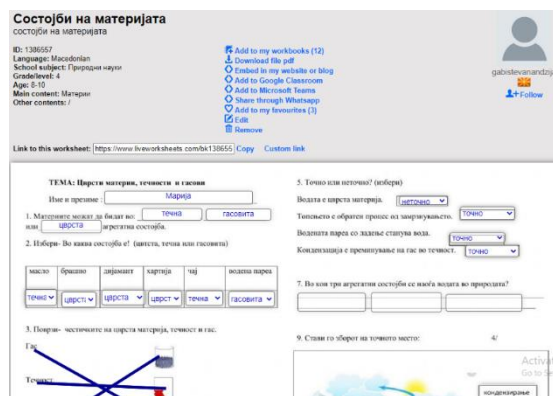 Состојби на материјата
состојби на материјата
ID: 1386557
Language: Macedonian
School subject: Природни науки
Grade/level: 4
Age: 8-10
Main content: Материи
Other contents: /
Add to my workbooks (12)
Download file pdf
Embed in my website or blog
Add to Google Classroom
Add to Microsoft Teams
Share through Whatsapp
Add to my favourites (3)
Edit
Remove
gabistevanandzija
Follow
Link to this worksheet: https://www.liveworksheets.com/bk138655 Copy Custom link
ТЕМА: Цврсти материи, течности и гасови
Име и презиме : Марија
1. Материите можат да бидат во: течна гасовита
или цврста агрегатна состојба.
2. Избери- Во каква состојба е! (цврста, течна или гасовита)
масло брашно дијамант хартија чај водена пареа
течна цврста цврста цврст течна гасовита
3. Поврзи- честичките на цврста материја, течност и гас.
Гас
Течност
5. Точно или неточно? (избери)
Водата е цврста материја. неточно
Топењето е обратен процес од замрзнувањето. точно
Водената пареа со ладење станува вода. точно
Кондензација е преминување на гас во течност. точно
7. Во кои три агрегатни состојби се наоѓа водата во природата?
9. Стави го зборот на точното место: 4/
кондензирање